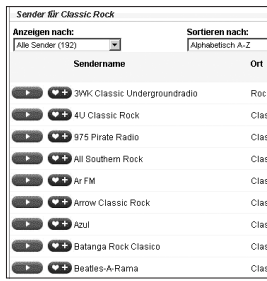 Sender für Classic Rock
Anzeigen nach: Sortieren nach:
Alle Sender (192) Alphabetisch A-Z
Sendername Ort
3WK Classic Undergroundradio Roc
4U Classic Rock Clas
975 Pirate Radio Clas
All Southern Rock Clas
Ar FM Clas
Arrow Classic Rock Clas
Azul Clas
Batanga Rock Clasico Clas
Beatles-A-Rama Clas